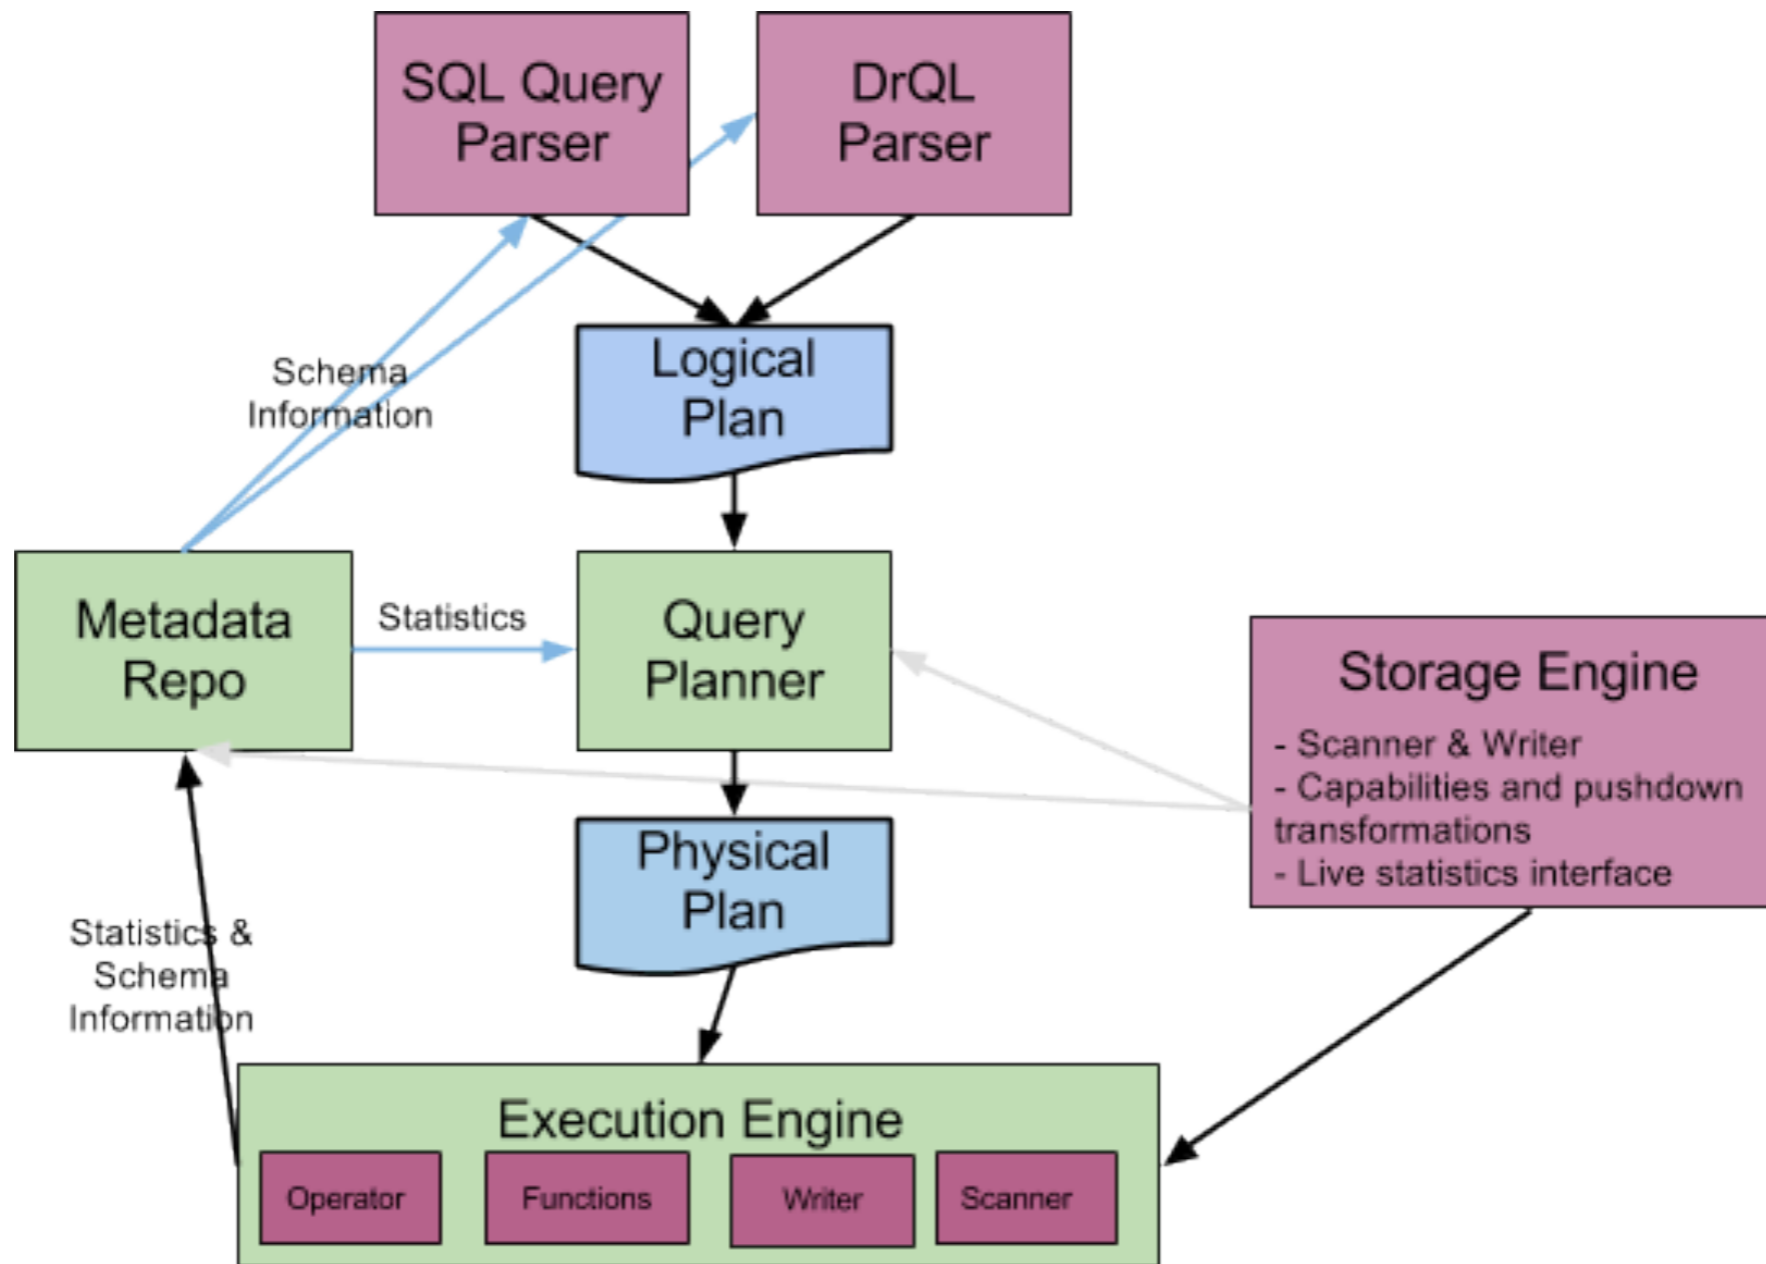 SQL Query
Parser
DrQL
Parser
Logical
Plan
Schema
Information
Metadata
Repo
Statistics
Query
Planner
Storage Engine
- Scanner & Writer
- Capabilities and pushdown
transformations
- Live statistics interface
Physical
Plan
Statistics &
Schema
Information
Execution Engine
Operator
Functions
Writer
Scanner